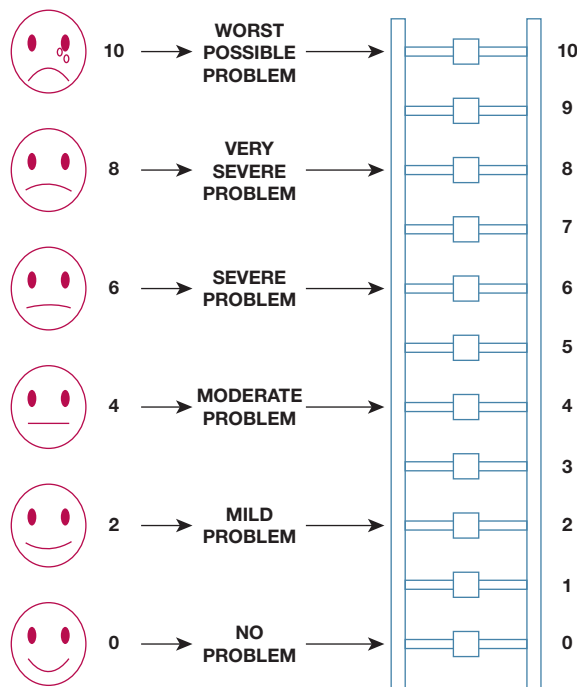 10 WORST POSSIBLE PROBLEM 10
9
8 VERY SEVERE PROBLEM 8
7
6 SEVERE PROBLEM 6
5
4 MODERATE PROBLEM 4
3
2 MILD PROBLEM 2
1
0 NO PROBLEM 0